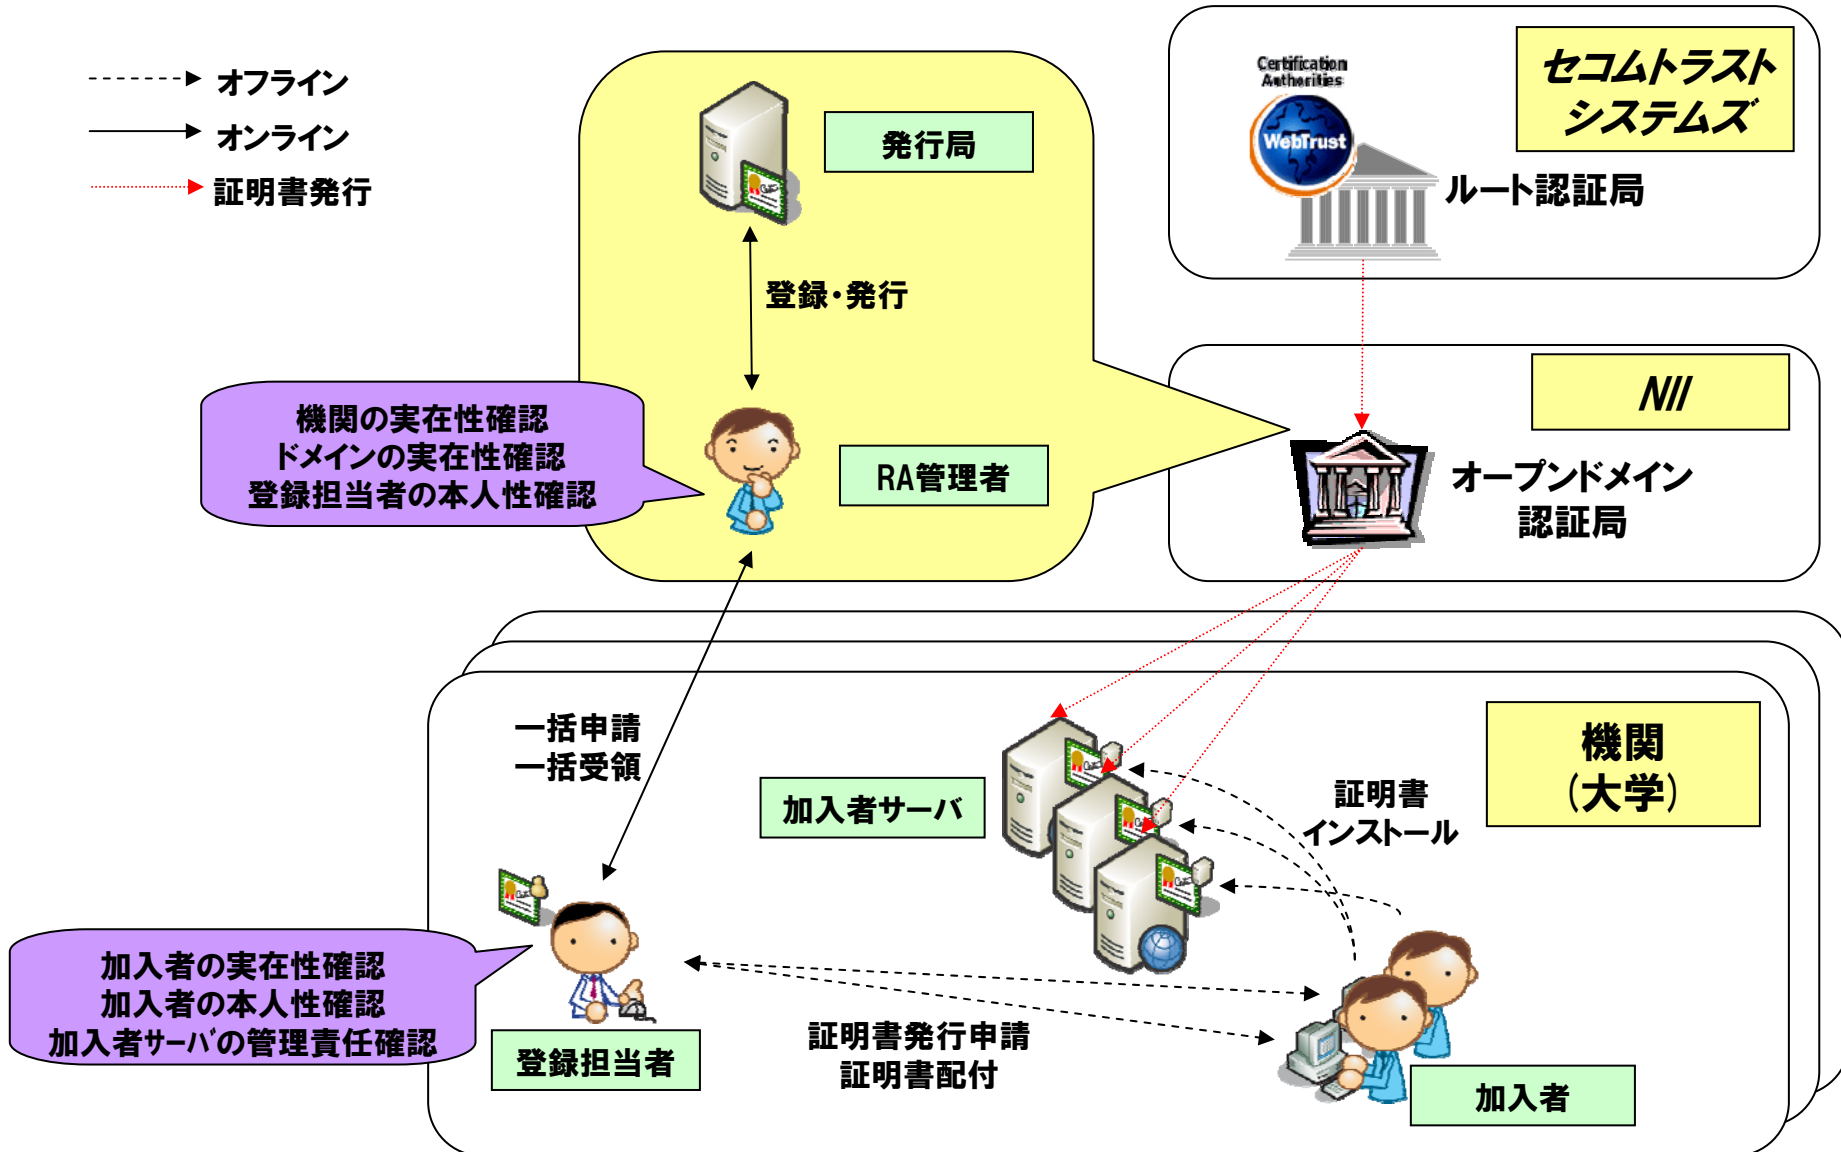 オフライン
オンライン
証明書発行
発行局
登録・発行
機関の実在性確認
ドメインの実在性確認
登録担当者の本人性確認
RA管理者
Certification
Authorities
WebTrust
ルート認証局
セコムトラスト
システムズ
NII
オープンドメイン
認証局
一括申請
一括受領
加入者サーバ
証明書
インストール
機関
(大学)
加入者の実在性確認
加入者の本人性確認
加入者サーバの管理責任確認
登録担当者
証明書発行申請
証明書配付
加入者